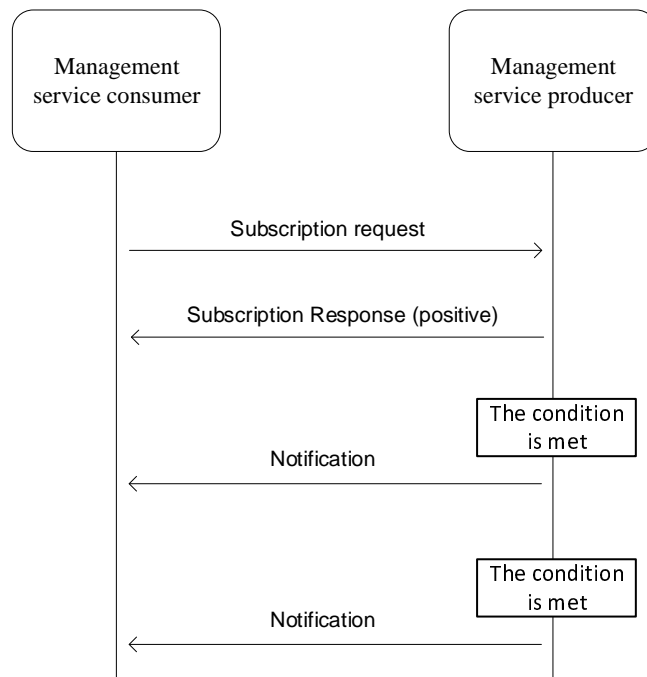 Management
service consumer
Management
service producer
Subscription request
Subscription Response (positive)
The condition
is met
Notification
The condition
is met
Notification